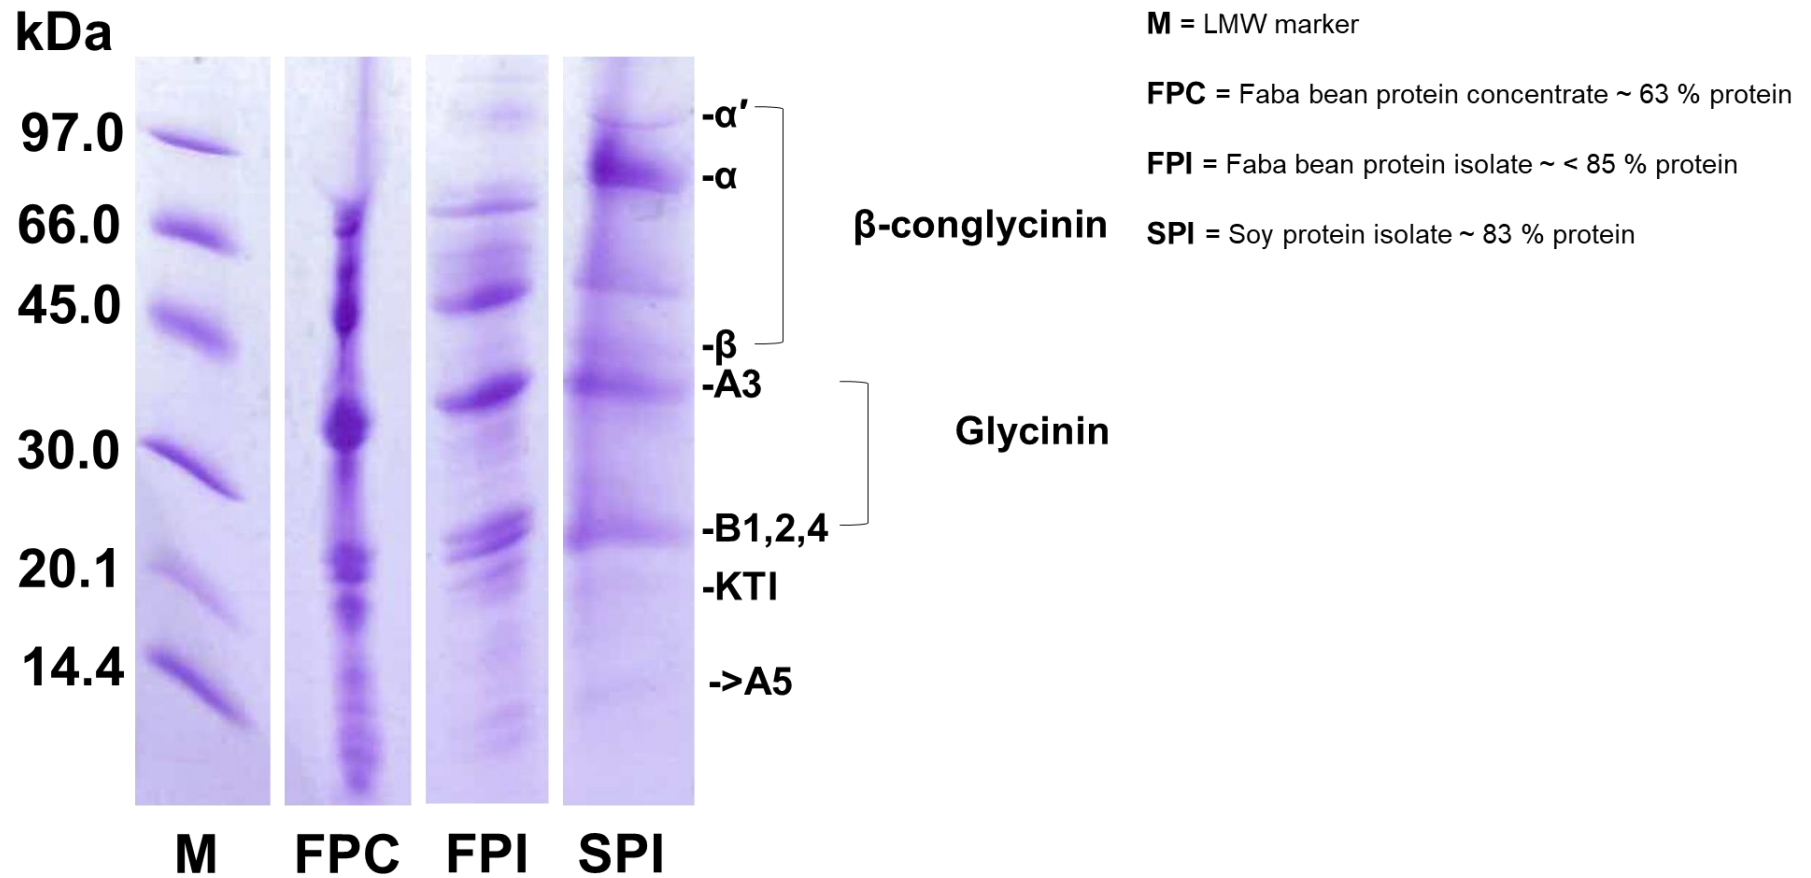 kDa
97.0
66.0
45.0
30.0
20.1
14.4
M FPC FPI SPI
-α′
-α
-β
-A3
-B1,2,4
-KTI
->A5
β-conglycinin
Glycinin
M = LMW marker
FPC = Faba bean protein concentrate ~ 63 % protein
FPI = Faba bean protein isolate ~ < 85 % protein
SPI = Soy protein isolate ~ 83 % protein